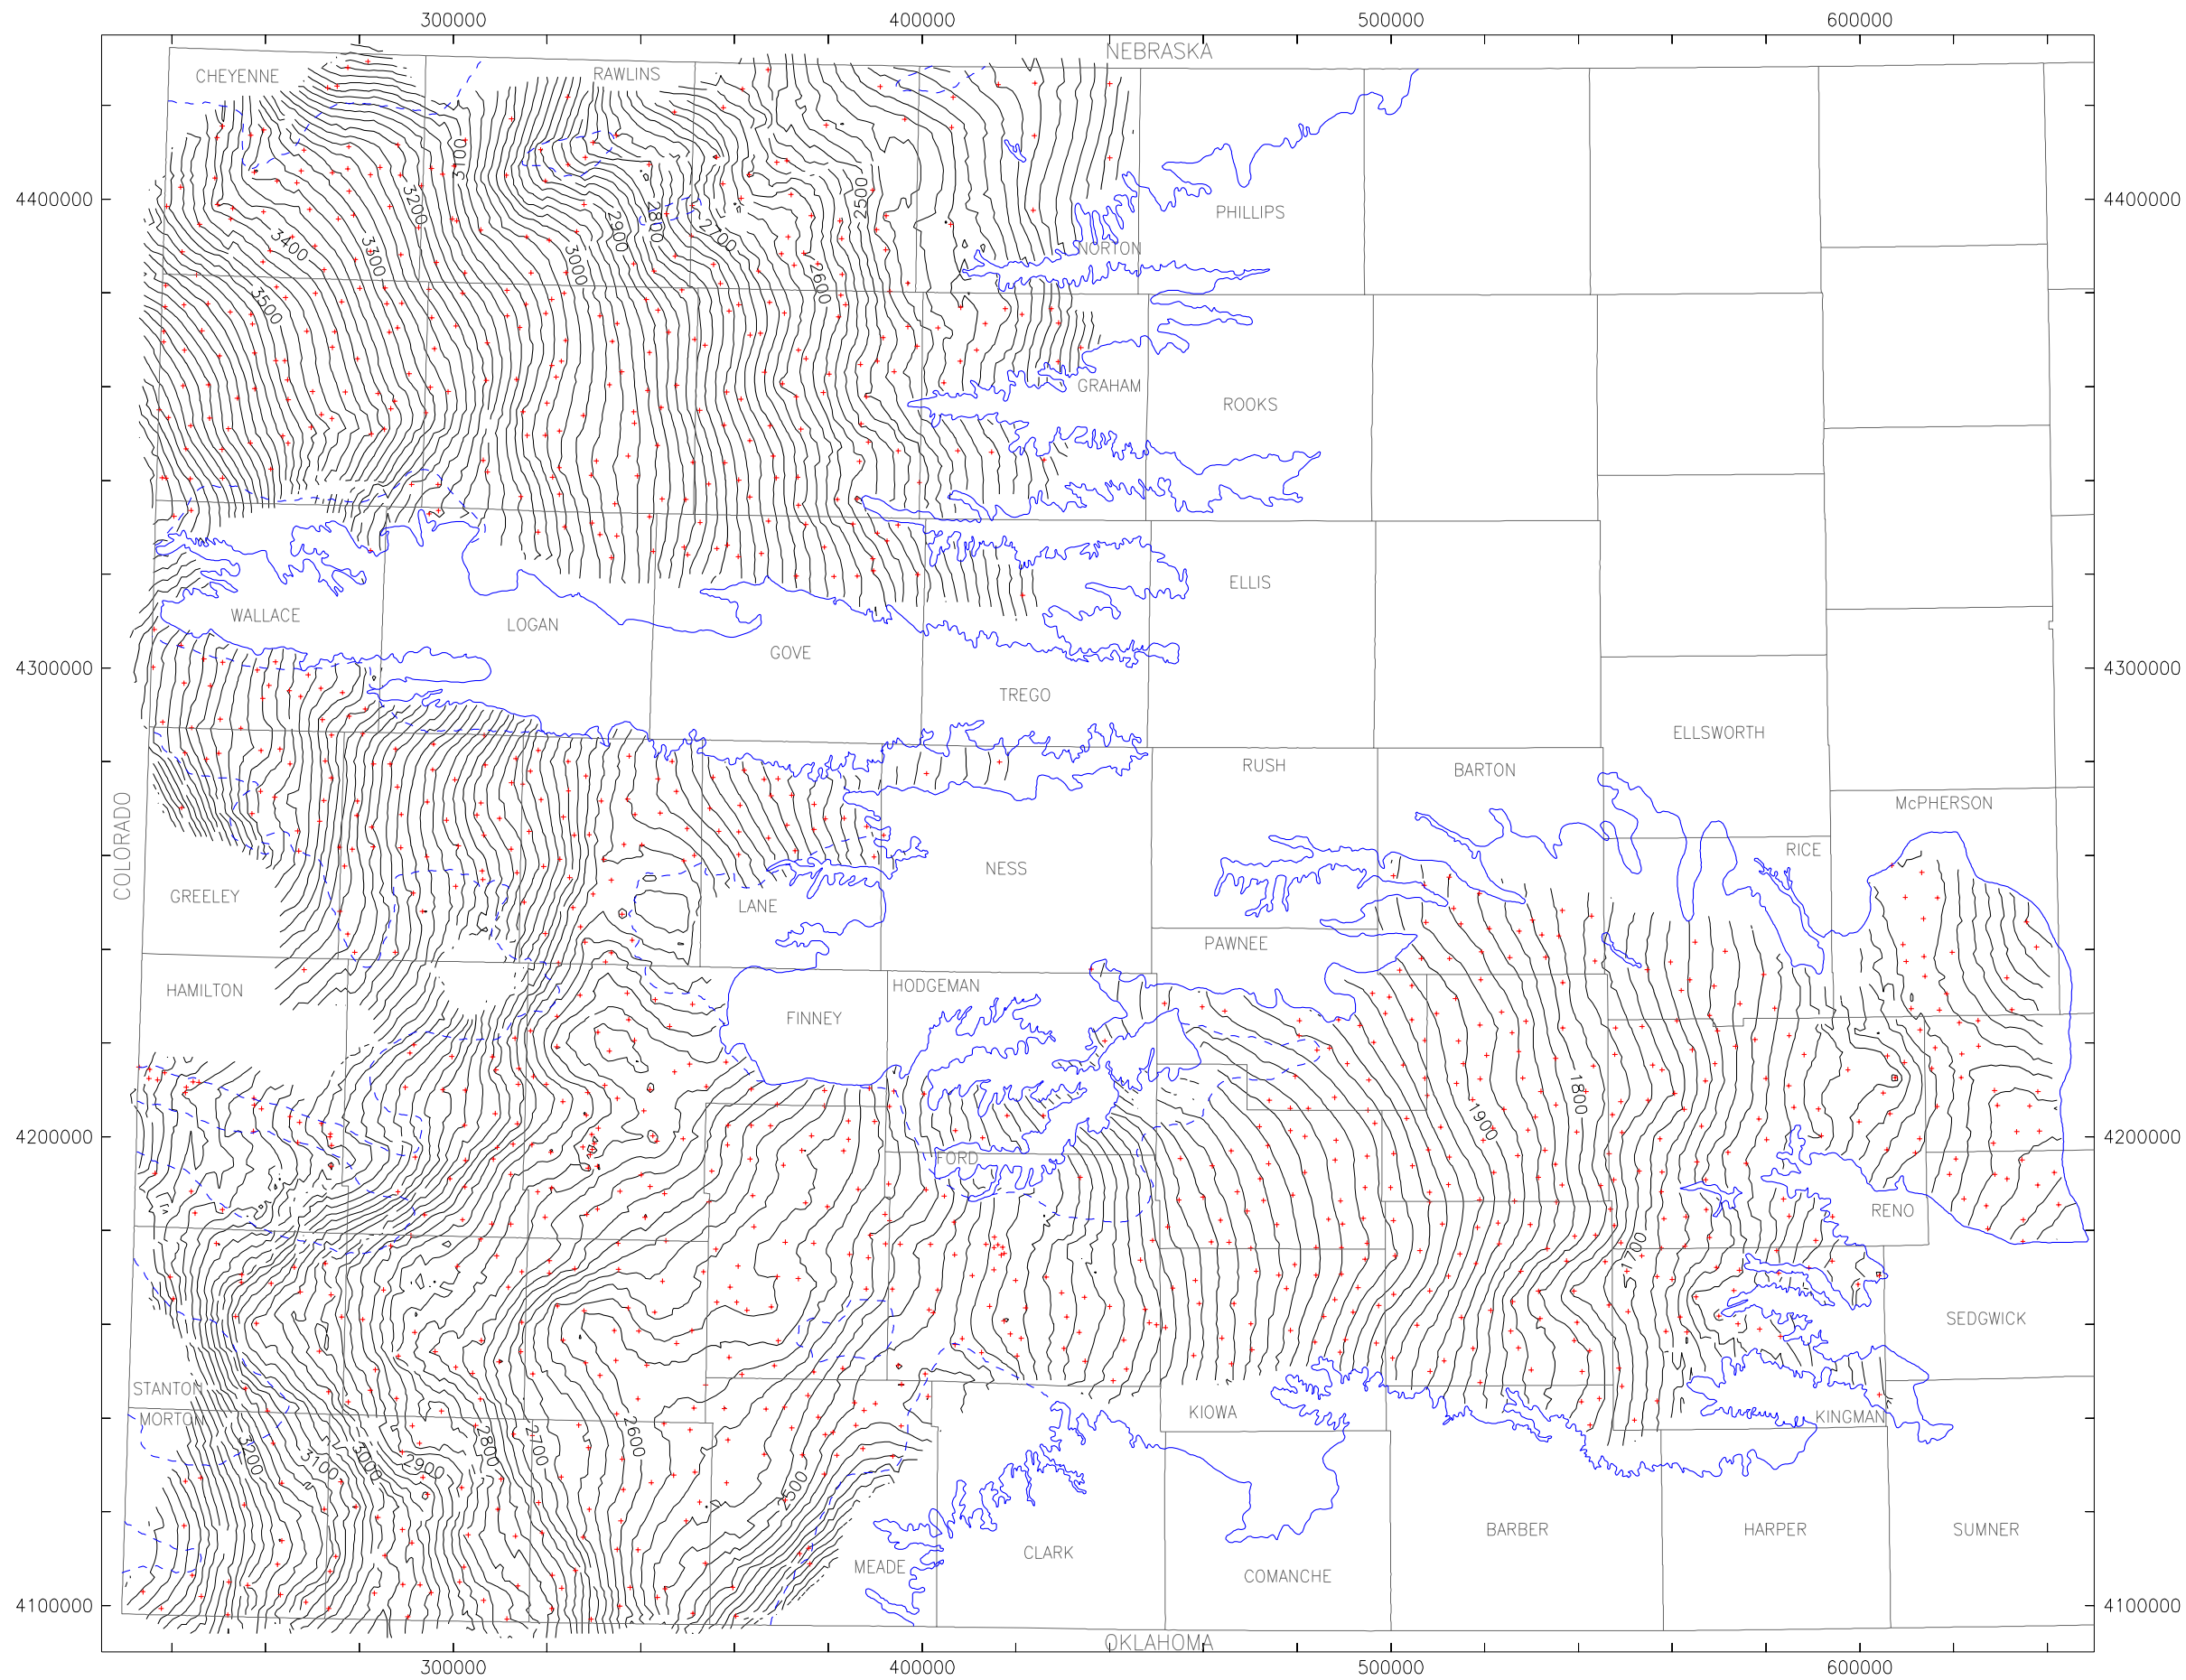 300000 400000 500000 600000
NEBRASKA
CHEYENNE
RAWLINS
3100
4400000 4400000
3200
2500
2800
2900
PHILLIPS
2700
3400
3300
NORTON
3000
2600
3500
GRAHAM
ROOKS
ELLIS
WALLACE
LOGAN
GOVE
4300000 4300000
TREGO
ELLSWORTH
RUSH
BARTON
McPHERSON
COLORADO
RICE
NESS
GREELEY
LANE
PAWNEE
HAMILTON
HODGEMAN
FINNEY
1800
1900
4200000 4200000
FORD
RENO
1700
SEDGWICK
STANTON
KIOWA
KINGMAN
MORTON
2600
2800
2700
3200
3100
3000
2900
2500
BARBER
HARPER
SUMNER
CLARK
MEADE
COMANCHE
4100000 4100000
OKLAHOMA
300000 400000 500000 600000